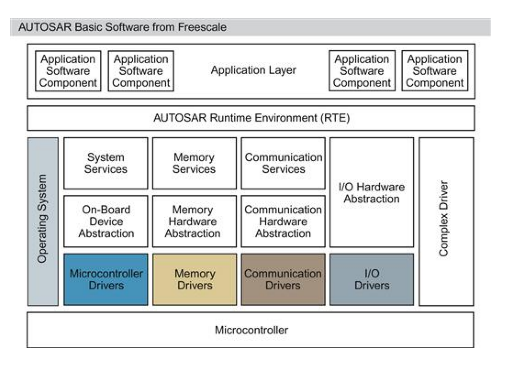 AUTOSAR Basic Software from Freescale
Application
Software
Component
Application
Software
Component
Application Layer
Application
Software
Component
Application
Software
Component
AUTOSAR Runtime Environment (RTE)
Operating System
System
Services
Memory
Services
Communication
Services
I/O Hardware
Abstraction
Complex Driver
On-Board
Device
Abstraction
Memory
Hardware
Abstraction
Communication
Hardware
Abstraction
Microcontroller
Drivers
Memory
Drivers
Communication
Drivers
I/O
Drivers
Microcontroller